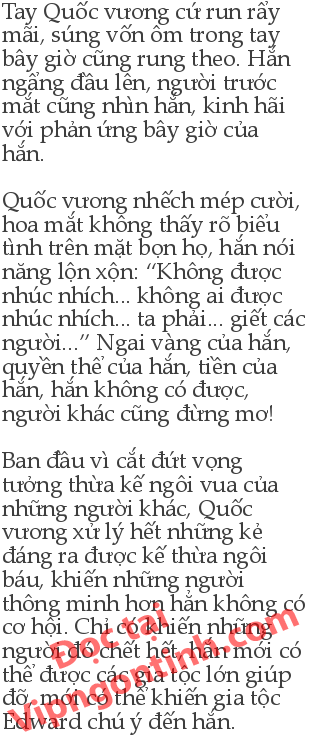 Tay Quốc vương cứ run rẩy
mãi, súng vốn ôm trong tay
bây giờ cũng rung theo. Hắn
ngẩng đầu lên, người trước
mắt cũng nhìn hắn, kinh hãi
với phản ứng bây giờ của
hắn.

Quốc vương nhếch mép cười,
hoa mắt không thấy rõ biểu
tình trên mặt bọn họ, hắn nói
năng lộn xộn: “Không được
nhúc nhích... không ai được
nhúc nhích... ta phải... giết các
người...” Ngai vàng của hắn,
quyền thế của hắn, tiền của
hắn, hắn không có được,
người khác cũng đừng mơ!

Ban đầu vì cắt đứt vọng
tưởng thừa kế ngôi vua của
những người khác, Quốc
vương xử lý hết những kẻ
đáng ra được kế thừa ngôi
báu, khiến những người
thông minh hơn hẳn không có
cơ hội. Chỉ có khiến những
người đó chết hết, hắn mới có
thể được các gia tộc lớn giúp
đỡ, mới có thể khiến gia tộc
Edward chú ý đến hắn.
Đọc tại
Vipngontinh.com